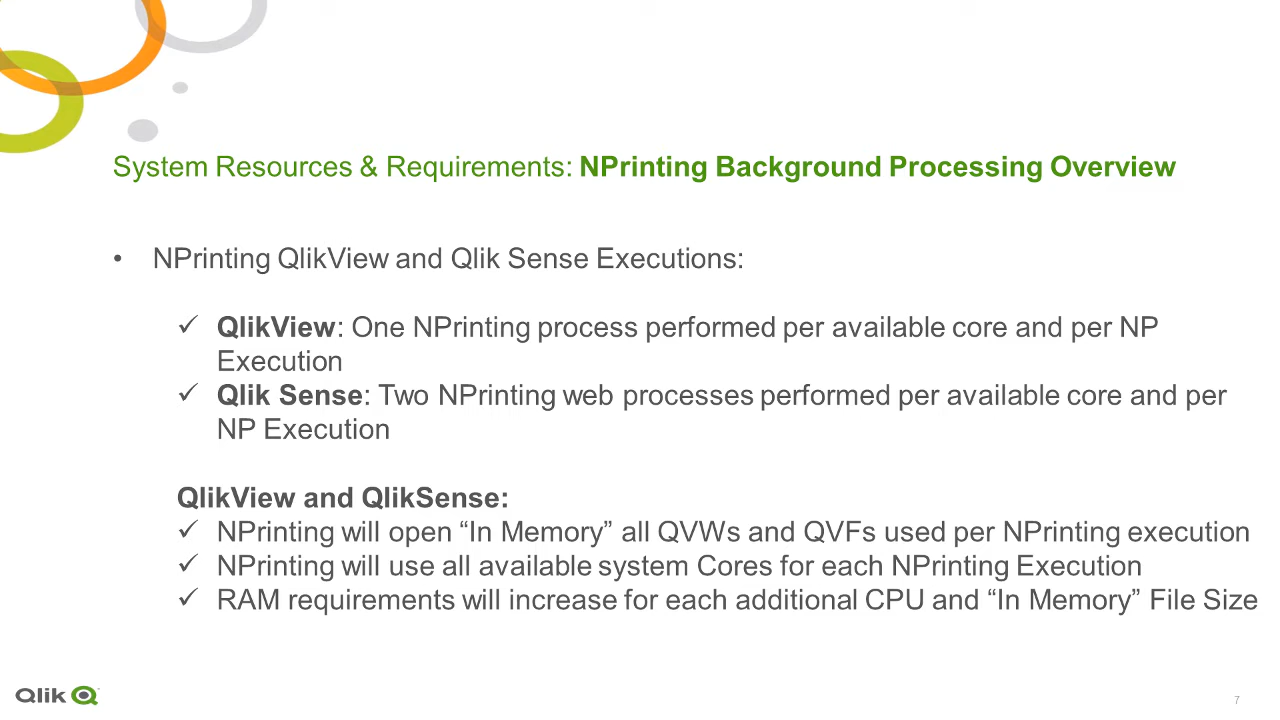 System Resources & Requirements: NPrinting Background Processing Overview
• NPrinting QlikView and Qlik Sense Executions:
✓ QlikView: One NPrinting process performed per available core and per NP
Execution
✓ Qlik Sense: Two NPrinting web processes performed per available core and per
NP Execution
QlikView and QlikSense:
✓ NPrinting will open “In Memory” all QVWs and QVFs used per NPrinting execution
✓ NPrinting will use all available system Cores for each NPrinting Execution
✓ RAM requirements will increase for each additional CPU and “In Memory” File Size
Qlik
7